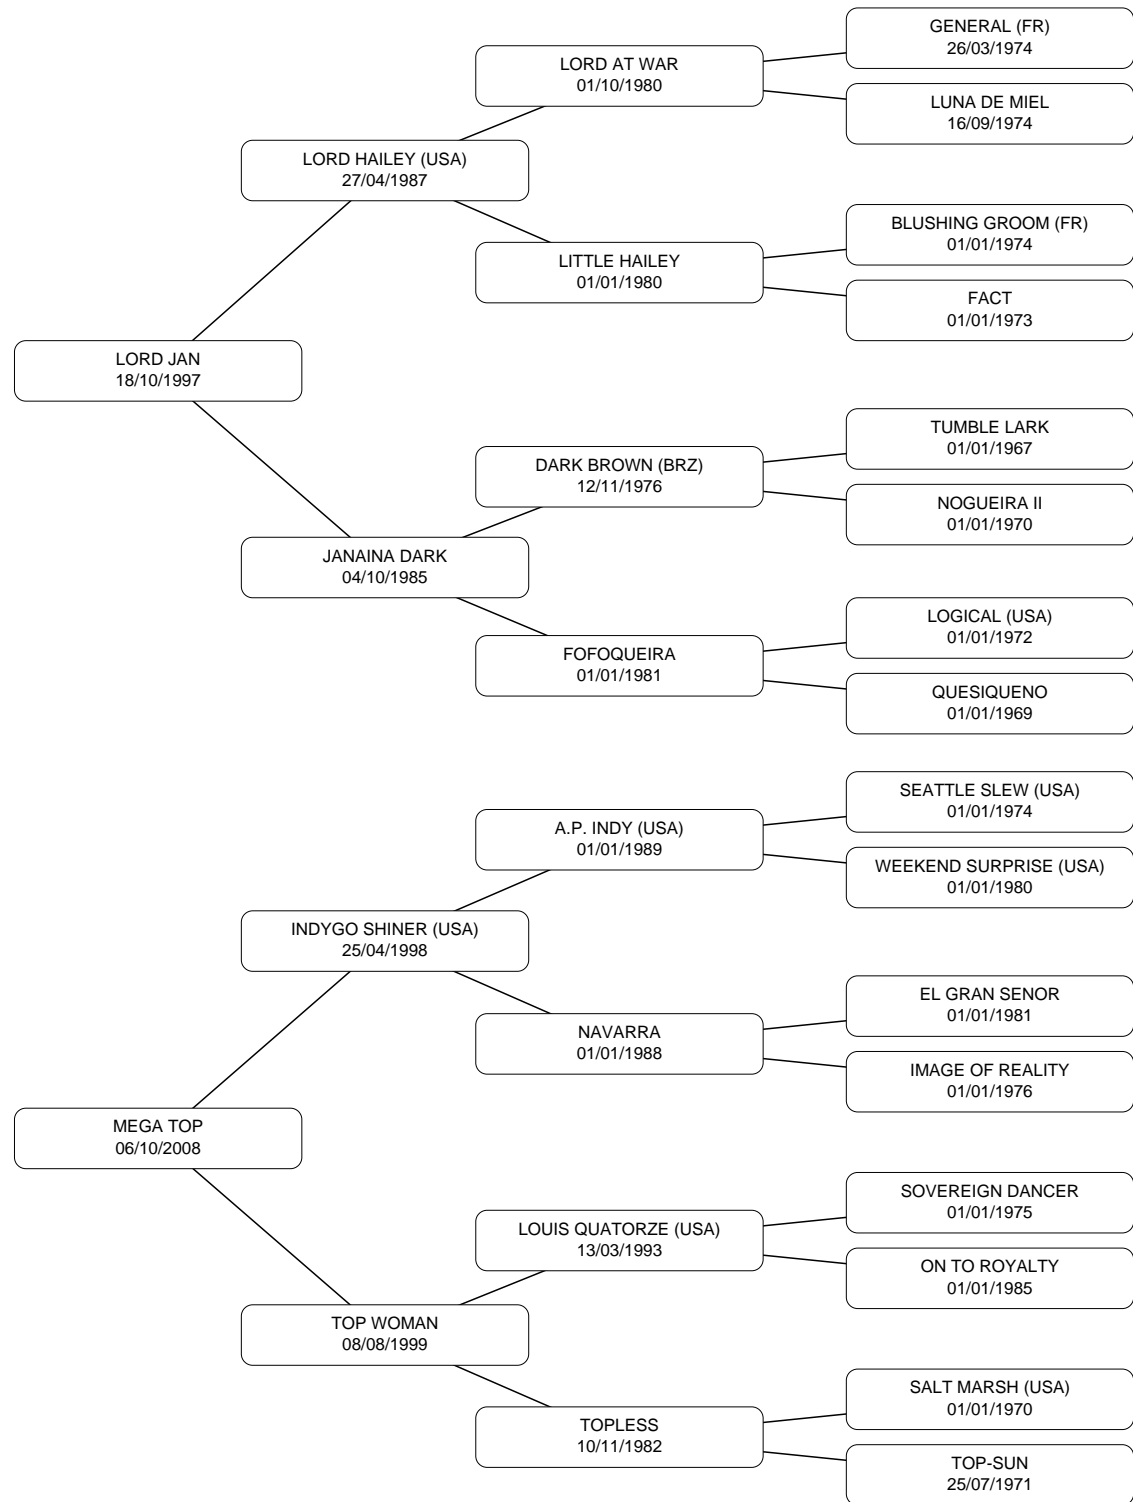 GENERAL (FR)
26/03/1974
LORD AT WAR
01/10/1980
LUNA DE MIEL
16/09/1974
LORD HAILEY (USA)
27/04/1987
BLUSHING GROOM (FR)
01/01/1974
LITTLE HAILEY
01/01/1980
FACT
01/01/1973
LORD JAN
18/10/1997
TUMBLE LARK
01/01/1967
DARK BROWN (BRZ)
12/11/1976
NOGUEIRA II
01/01/1970
JANAINA DARK
04/10/1985
LOGICAL (USA)
01/01/1972
FOFOQUEIRA
01/01/1981
QUESIQUENO
01/01/1969
SEATTLE SLEW (USA)
01/01/1974
A.P. INDY (USA)
01/01/1989
WEEKEND SURPRISE (USA)
01/01/1980
INDYGO SHINER (USA)
25/04/1998
EL GRAN SENOR
01/01/1981
NAVARRA
01/01/1988
IMAGE OF REALITY
01/01/1976
MEGA TOP
06/10/2008
SOVEREIGN DANCER
01/01/1975
LOUIS QUATORZE (USA)
13/03/1993
ON TO ROYALTY
01/01/1985
TOP WOMAN
08/08/1999
SALT MARSH (USA)
01/01/1970
TOPLESS
10/11/1982
TOP-SUN
25/07/1971